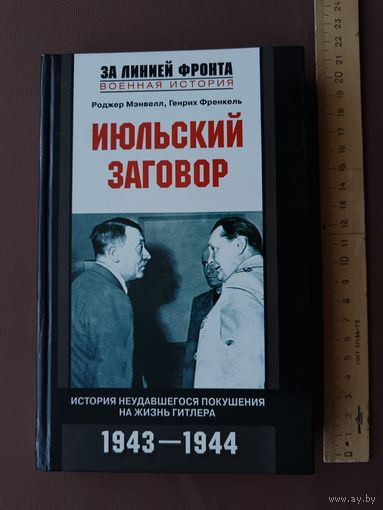 ЗА ЛИНИЕЙ ФРОНТА
ВОЕННАЯ ИСТОРИЯ
Роджер Мэнвелл, Генрих Френкель
ИЮЛЬСКИЙ
ЗАГОВОР
ИСТОРИЯ НЕУДАВШЕГОСЯ ПОКУШЕНИЯ
НА ЖИЗНЬ ГИТЛЕРА
1943—1944
www.ay.by